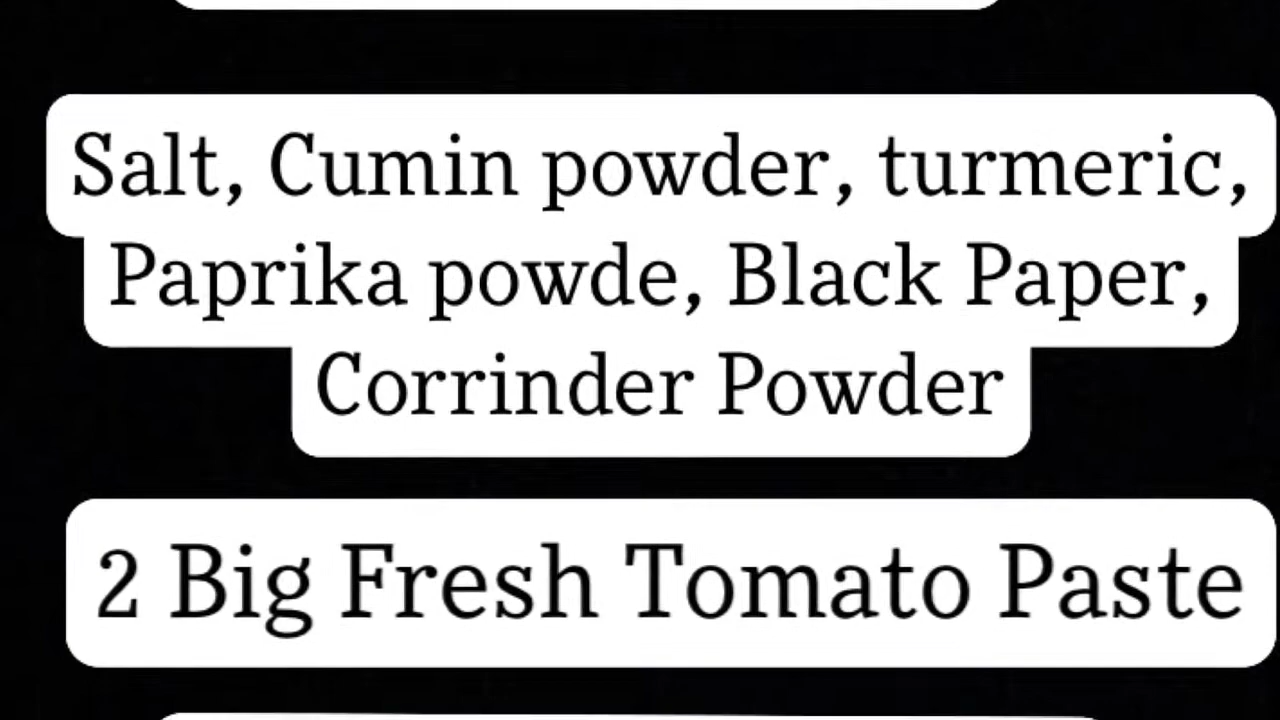 Salt, Cumin powder, turmeric,
Paprika powde, Black Paper,
Corrinder Powder
2 Big Fresh Tomato Paste